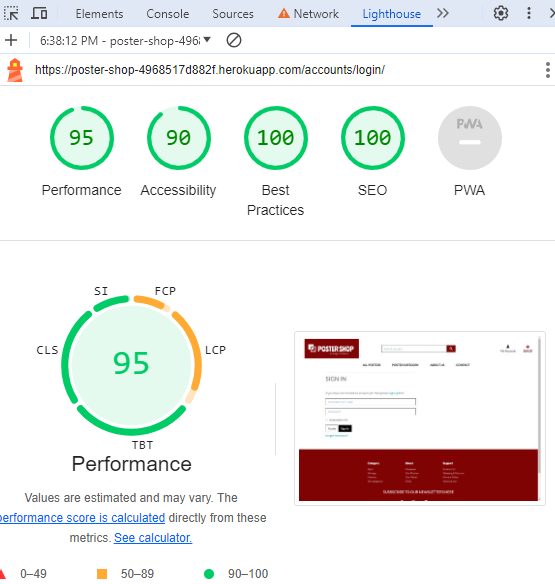 Elements Console Sources Network Lighthouse
6:38:12 PM - poster-shop-496
https://poster-shop-4968517d882f.herokuapp.com/accounts/login/
95 90 100 100 PWA
Performance Accessibility Best Practices SEO PWA
SI FCP
CLS LCP
95
TBT
Performance
Values are estimated and may vary. The
performance score is calculated directly from these
metrics. See calculator.
0–49 50–89 90–100
POSTER SHOP
SIGN IN